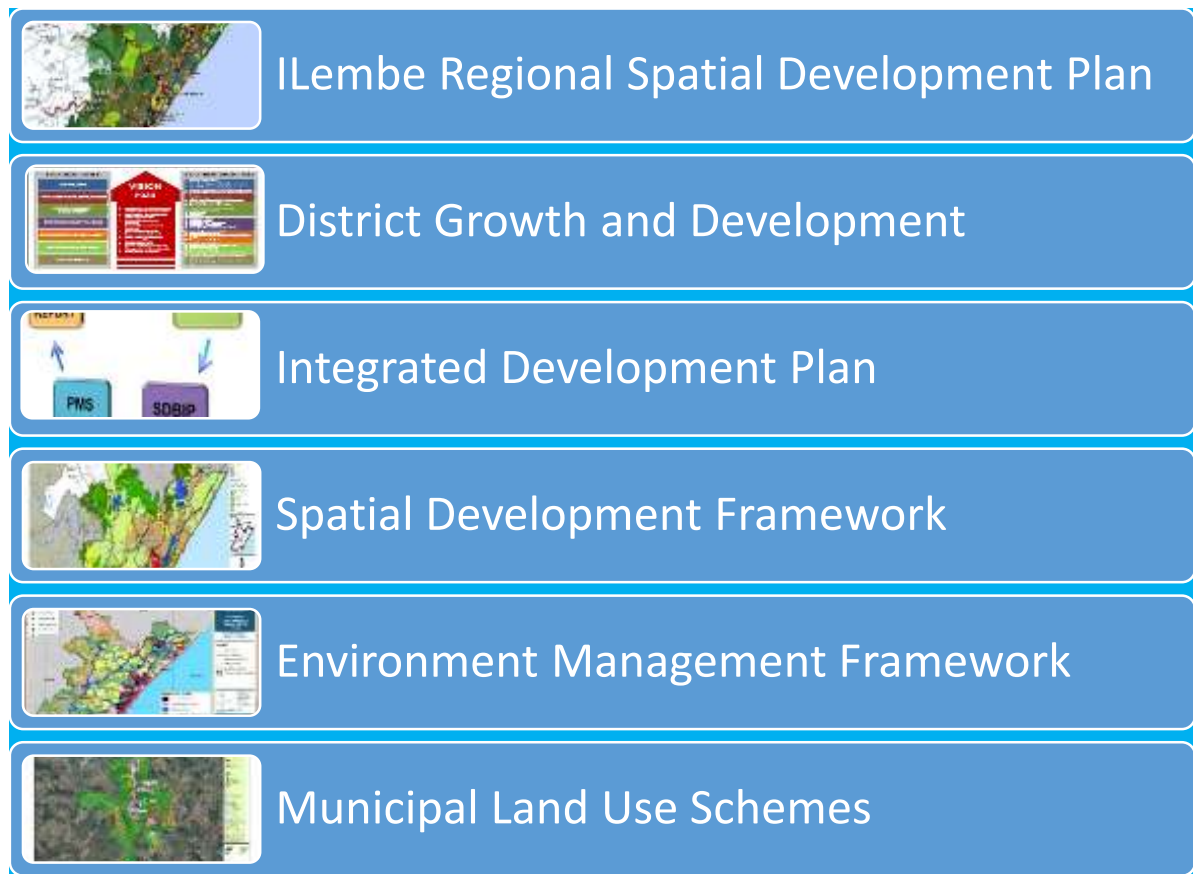 ILembe Regional Spatial Development Plan
VISION
District Growth and Development
Integrated Development Plan
PMS
SDBIP
Spatial Development Framework
Environment Management Framework
Municipal Land Use Schemes